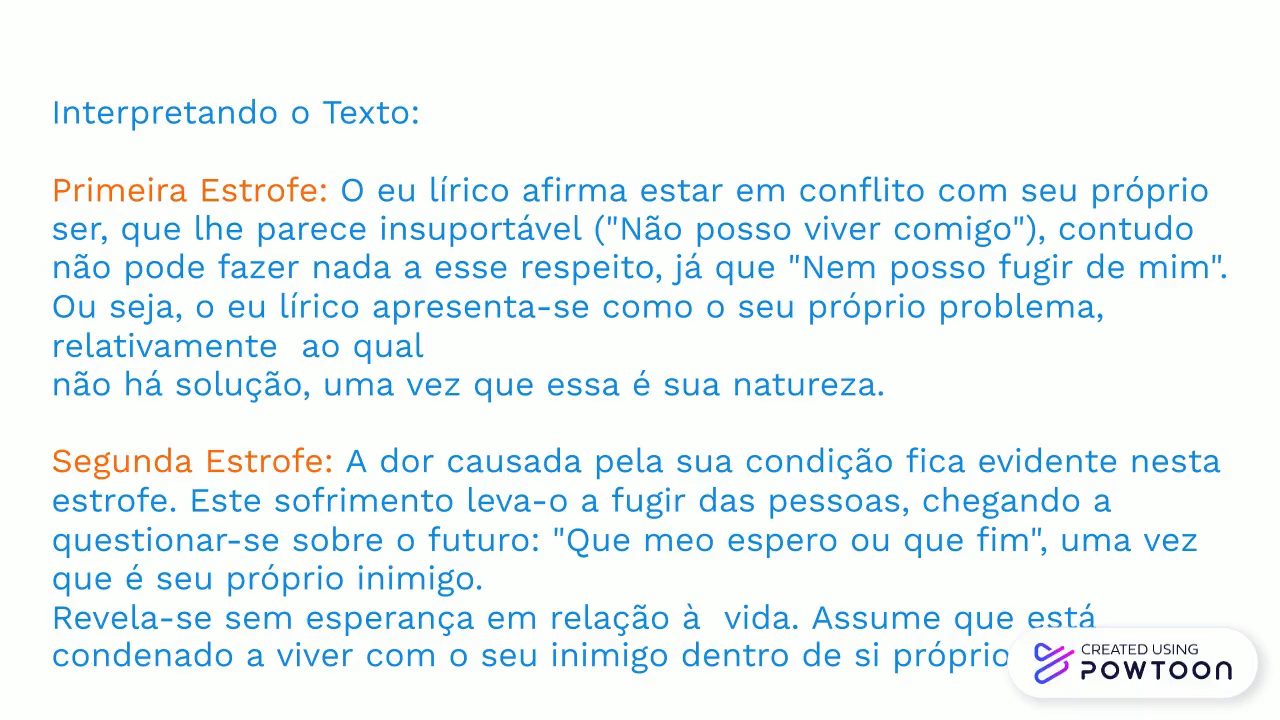 Interpretando o Texto:
Primeira Estrofe: O eu lírico afirma estar em conflito com seu próprio
ser, que lhe parece insuportável ("Não posso viver comigo"), contudo
não pode fazer nada a esse respeito, já que "Nem posso fugir de mim".
Ou seja, o eu lírico apresenta-se como o seu próprio problema,
relativamente  ao qual
não há solução, uma vez que essa é sua natureza.
Segunda Estrofe: A dor causada pela sua condição fica evidente nesta
estrofe. Este sofrimento leva-o a fugir das pessoas, chegando a
questionar-se sobre o futuro: "Que meo espero ou que fim", uma vez
que é seu próprio inimigo.
Revela-se sem esperança em relação à  vida. Assume que está
condenado a viver com o seu inimigo dentro de si próprio
CREATED USING
POWTOON